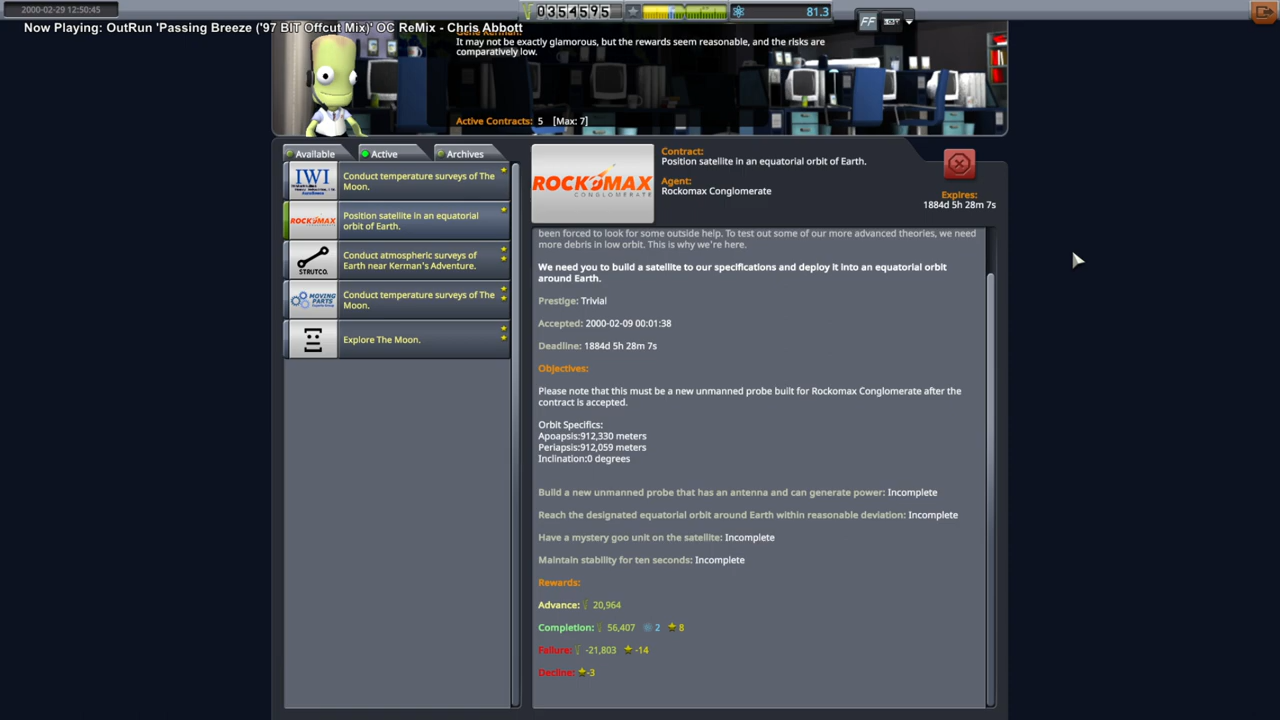 2000-02-29 12:50:45
0354595
81.3
FF
Now Playing: OutRun 'Passing Breeze ('97 BIT Offcut Mix)' OC ReMix - Chris Abbott
It may not be exactly glamorous, but the rewards seem reasonable, and the risks are
comparatively low.
Active Contracts: 5 [Max: 7]
Available
Active
Archives
IWI
Conduct temperature surveys of The
Moon.
ROCKOMAX
Position satellite in an equatorial
orbit of Earth.
STRUTCO.
Conduct atmospheric surveys of
Earth near Kerman's Adventure.
MOVING
PARTS
Conduct temperature surveys of The
Moon.
Explore The Moon.
ROCKOMAX
CONGLOMERATE
Contract:
Position satellite in an equatorial orbit of Earth.
Agent:
Rockomax Conglomerate
Expires:
1884d 5h 28m 7s
been forced to look for some outside help. To test out some of our more advanced theories, we need
more debris in low orbit. This is why we're here.
We need you to build a satellite to our specifications and deploy it into an equatorial orbit
around Earth.
Prestige: Trivial
Accepted: 2000-02-09 00:01:38
Deadline: 1884d 5h 28m 7s
Objectives:
Please note that this must be a new unmanned probe built for Rockomax Conglomerate after the
contract is accepted.
Orbit Specifics:
Apoapsis:912,330 meters
Periapsis:912,059 meters
Inclination:0 degrees
Build a new unmanned probe that has an antenna and can generate power: Incomplete
Reach the designated equatorial orbit around Earth within reasonable deviation: Incomplete
Have a mystery goo unit on the satellite: Incomplete
Maintain stability for ten seconds: Incomplete
Rewards:
Advance: 20,964
Completion: 56,407 2 8
Failure: -21,803 -14
Decline: -3